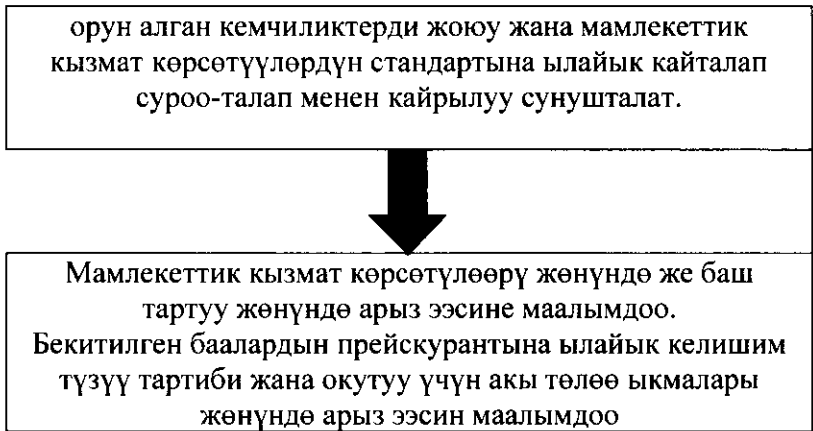 орун алган кемчиликтерди жоюу жана мамлекеттик
кызмат көрсөтүүлөрдүн стандартына ылайык кайталап
суроо-талап менен кайрылуу сунушталат.
Мамлекеттик кызмат көрсөтүлөөрү жөнүндө же баш
тартуу жөнүндө арыз ээсине маалымдоо.
Бекитилген баалардын прейскурантына ылайык келишим
түзүү тартиби жана окутуу үчүн акы төлөө ыкмалары
жөнүндө арыз ээсин маалымдоо